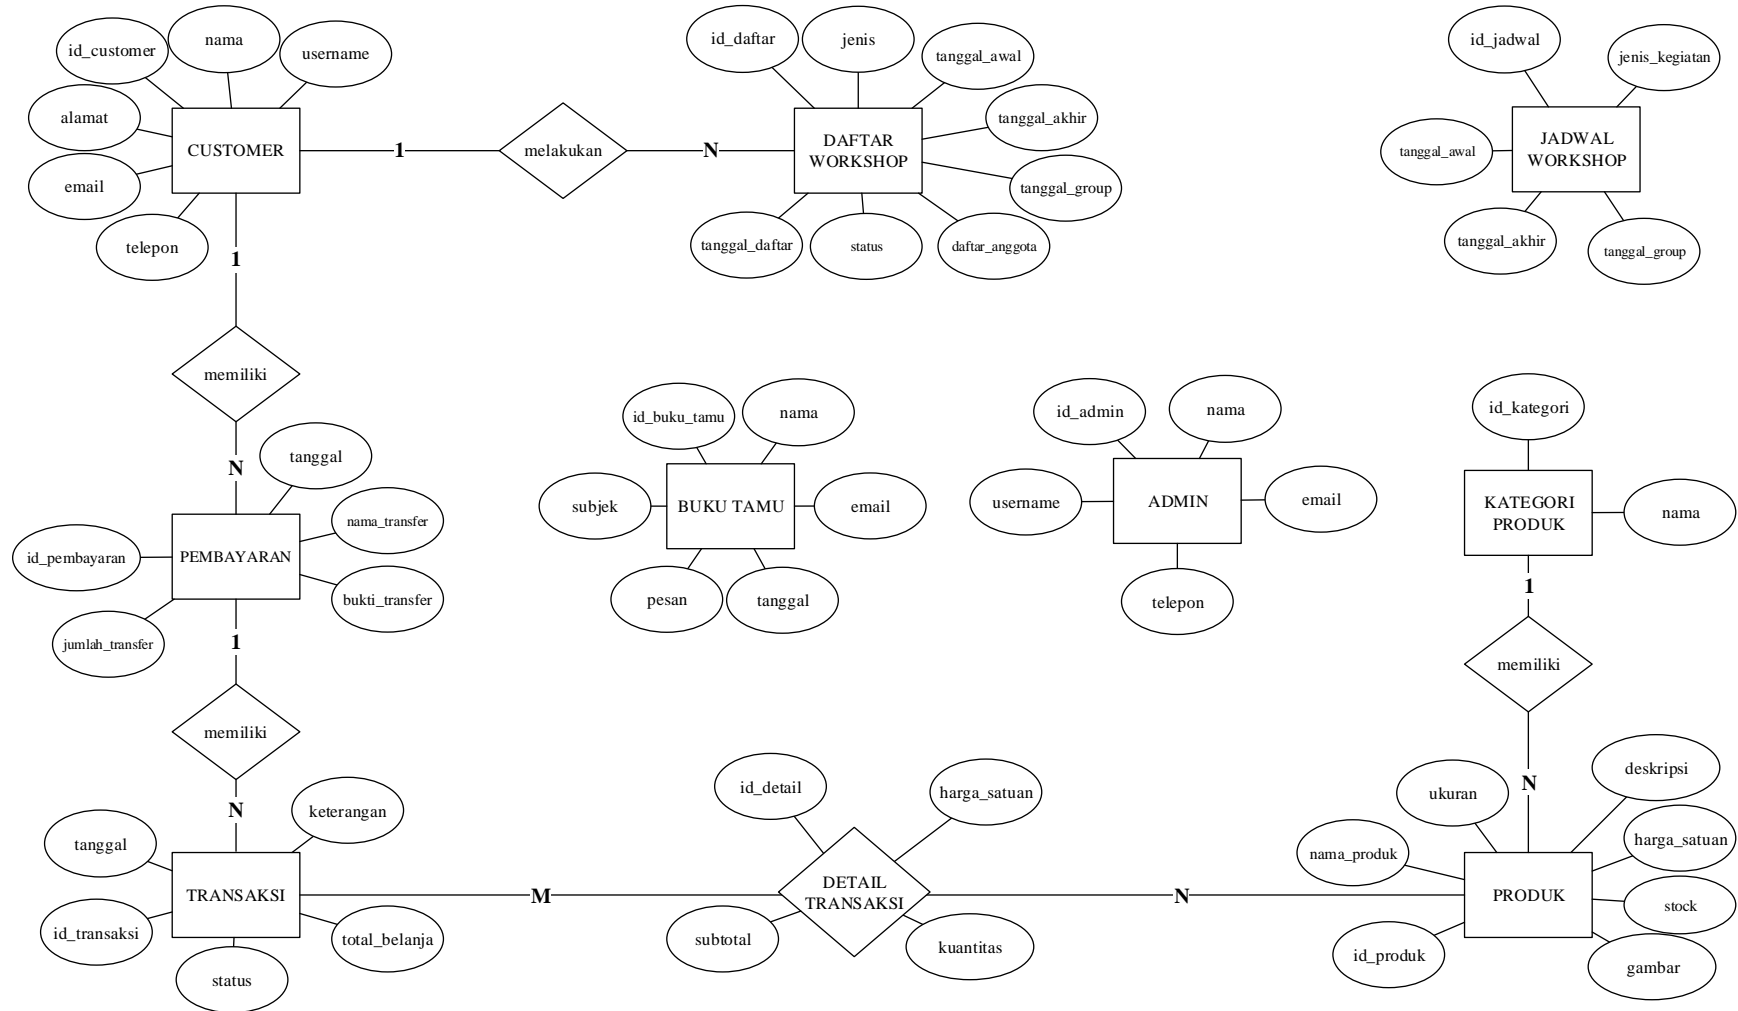 id_customer
nama
username
alamat
CUSTOMER
email
telepon
1
melakukan
N
id_daftar
jenis
tanggal_awal
tanggal_akhir
DAFTAR
WORKSHOP
tanggal_group
tanggal_daftar
status
daftar_anggota
id_jadwal
jenis_kegiatan
tanggal_awal
JADWAL
WORKSHOP
tanggal_akhir
tanggal_group
1
memiliki
N
tanggal
nama_transfer
id_pembayaran
PEMBAYARAN
bukti_transfer
jumlah_transfer
id_buku_tamu
nama
subjek
BUKU TAMU
email
pesan
tanggal
id_admin
nama
username
ADMIN
email
telepon
id_kategori
KATEGORI
PRODUK
nama
1
memiliki
N
1
memiliki
N
keterangan
tanggal
TRANSAKSI
id_transaksi
total_belanja
status
M
id_detail
harga_satuan
DETAIL
TRANSAKSI
subtotal
kuantitas
N
deskripsi
ukuran
harga_satuan
nama_produk
PRODUK
stock
id_produk
gambar